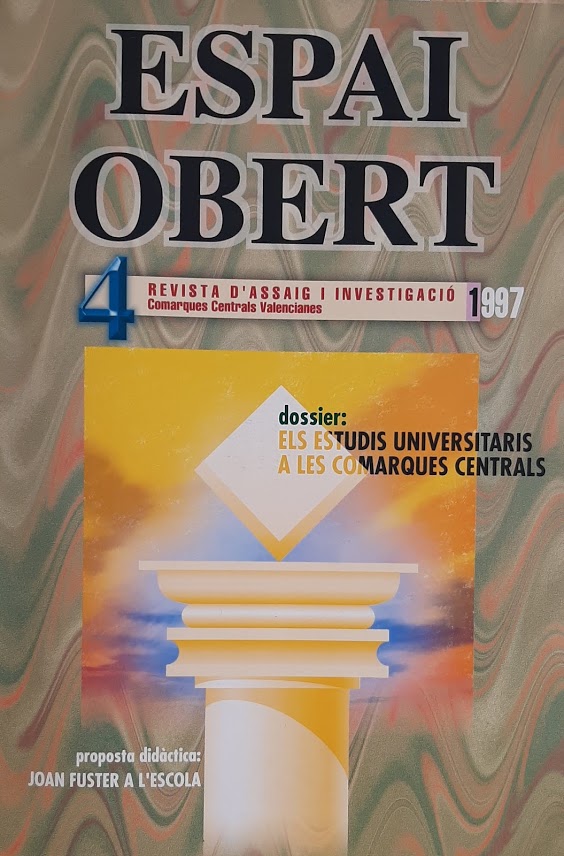 ESPAI
OBERT
4
REVISTA D'ASSAIG I INVESTIGACIÓ
Comarques Centrals Valencianes
1997
dossier:
ELS ESTUDIS UNIVERSITARIS
A LES COMARQUES CENTRALS
proposta didàctica:
JOAN FUSTER A L'ESCOLA